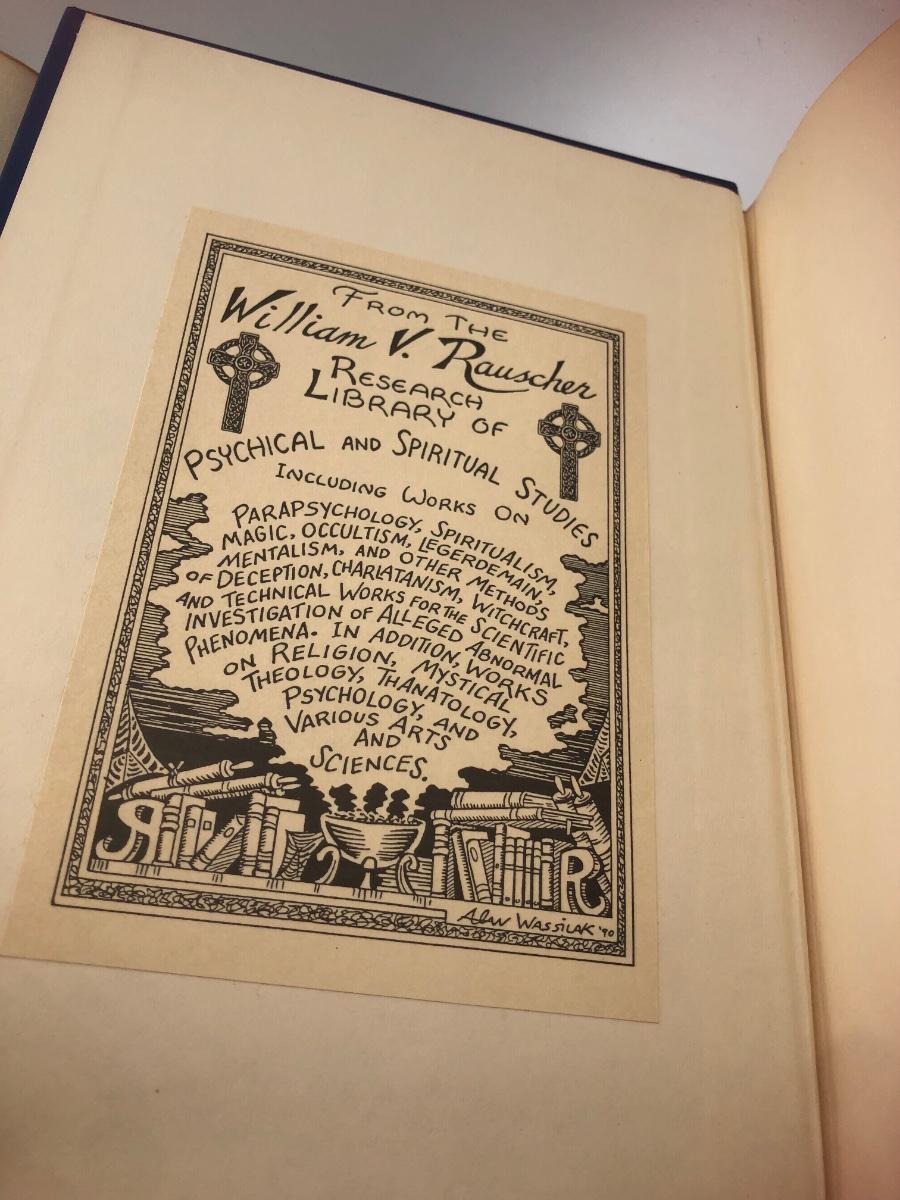 FROM THE
William V. Rauscher
RESEARCH
LIBRARY OF
PSYCHICAL AND SPIRITUAL STUDIES
INCLUDING WORKS ON
PARAPSYCHOLOGY, SPIRITUALISM,
MAGIC, OCCULTISM, LEGERDEMAIN,
MENTALISM, AND OTHER METHODS
OF DECEPTION, CHARLATANISM, WITCHCRAFT,
AND TECHNICAL WORKS FOR THE SCIENTIFIC
INVESTIGATION OF ALLEGED ABNORMAL
PHENOMENA. IN ADDITION, WORKS
ON RELIGION, MYSTICAL
THEOLOGY, THANATOLOGY,
PSYCHOLOGY, AND
VARIOUS ARTS
AND
SCIENCES.
R
ALAN WASSILAK '90